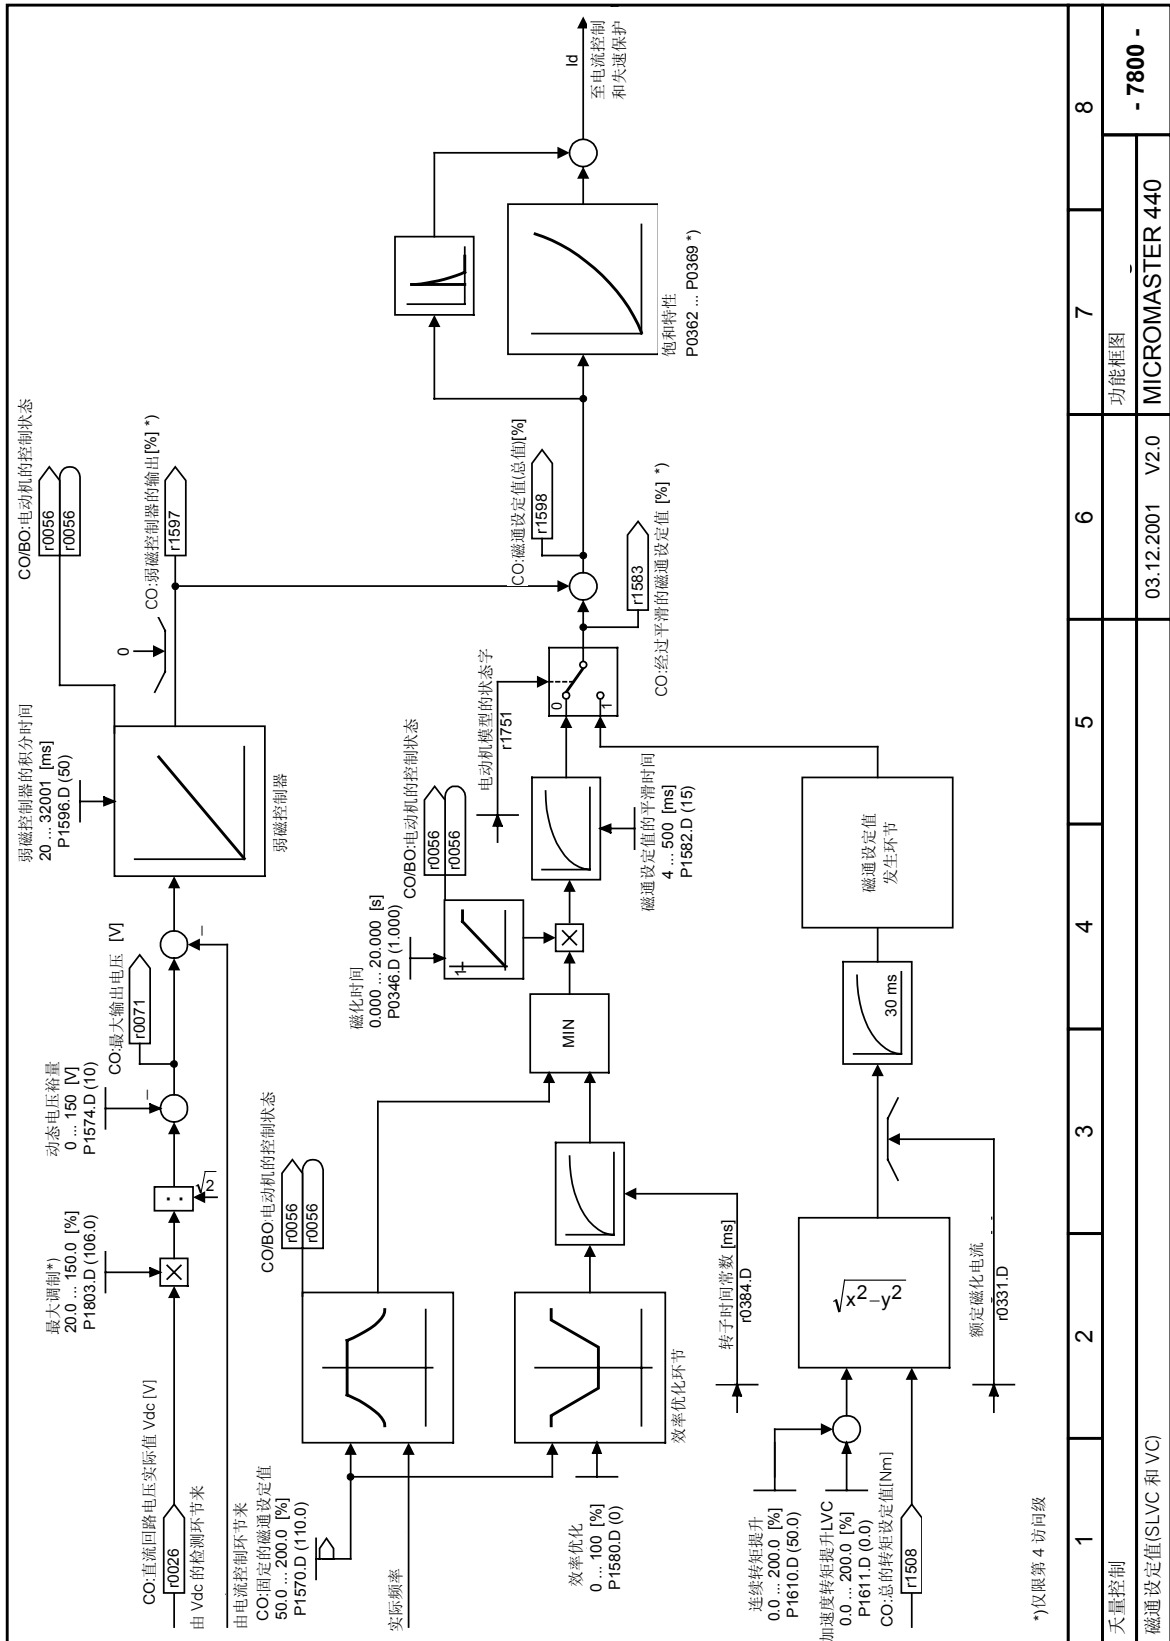 CO:直流回路电压实际值 Vdc [V]
r0026
由 Vdc 的检测环节来
最大调制*)
20.0 ... 150.0 [%]
P1803.D (106.0)
√2
动态电压裕量
0 ... 150 [V]
P1574.D (10)
–
CO:最大输出电压 [V]
r0071
–
由电流控制环节来
弱磁控制器的积分时间
20 ... 32001 [ms]
P1596.D (50)
弱磁控制器
CO/BO:电动机的控制状态
r0056
r0056
0
CO:弱磁控制器的输出[%] *)
r1597
CO:固定的磁通设定值
50.0 ... 200.0 [%]
P1570.D (110.0)
实际频率
CO/BO:电动机的控制状态
r0056
r0056
效率优化
0 ... 100 [%]
P1580.D (0)
效率优化环节
转子时间常数 [ms]
r0384.D
MIN
磁化时间
0.000 ... 20.000 [s]
P0346.D (1.000)
1
CO/BO:电动机的控制状态
r0056
r0056
磁通设定值的平滑时间
4 ... 500 [ms]
P1582.D (15)
电动机模型的状态字
r1751
0
1
CO:经过平滑的磁通设定值 [%] *)
r1583
CO:磁通设定值(总值)[%]
r1598
饱和特性
P0362 ... P0369 *)
Id
至电流控制
和失速保护
连续转矩提升
0.0 ... 200.0 [%]
P1610.D (50.0)
加速度转矩提升LVC
0.0 ... 200.0 [%]
P1611.D (0.0)
CO:总的转矩设定值[Nm]
r1508
√x2–y2
额定磁化电流
r0331.D
30 ms
磁通设定值
发生环节
*)仅限第 4 访问级
1 2 3 4 5 6 7 8
矢量控制
功能框图
- 7800 -
磁通设定值(SLVC 和 VC)
03.12.2001 V2.0
MICROMASTER 440